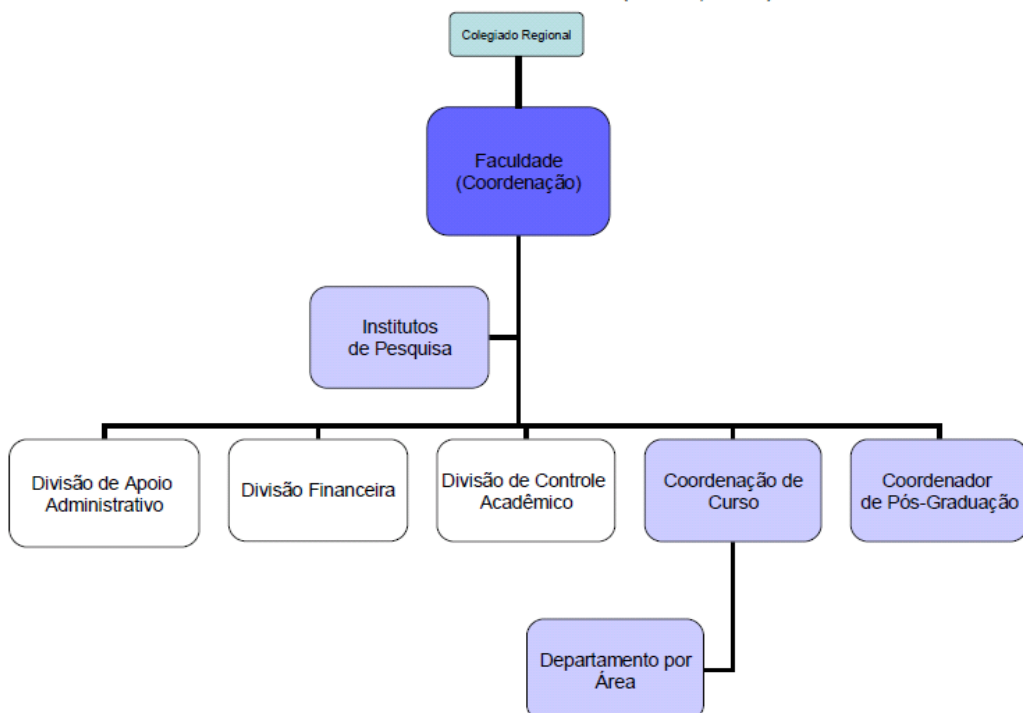 Colegiado Regional
Faculdade
(Coordenação)
Institutos
de Pesquisa
Divisão de Apoio
Administrativo
Divisão Financeira
Divisão de Controle
Acadêmico
Coordenação de
Curso
Coordenador
de Pós-Graduação
Departamento por
Área